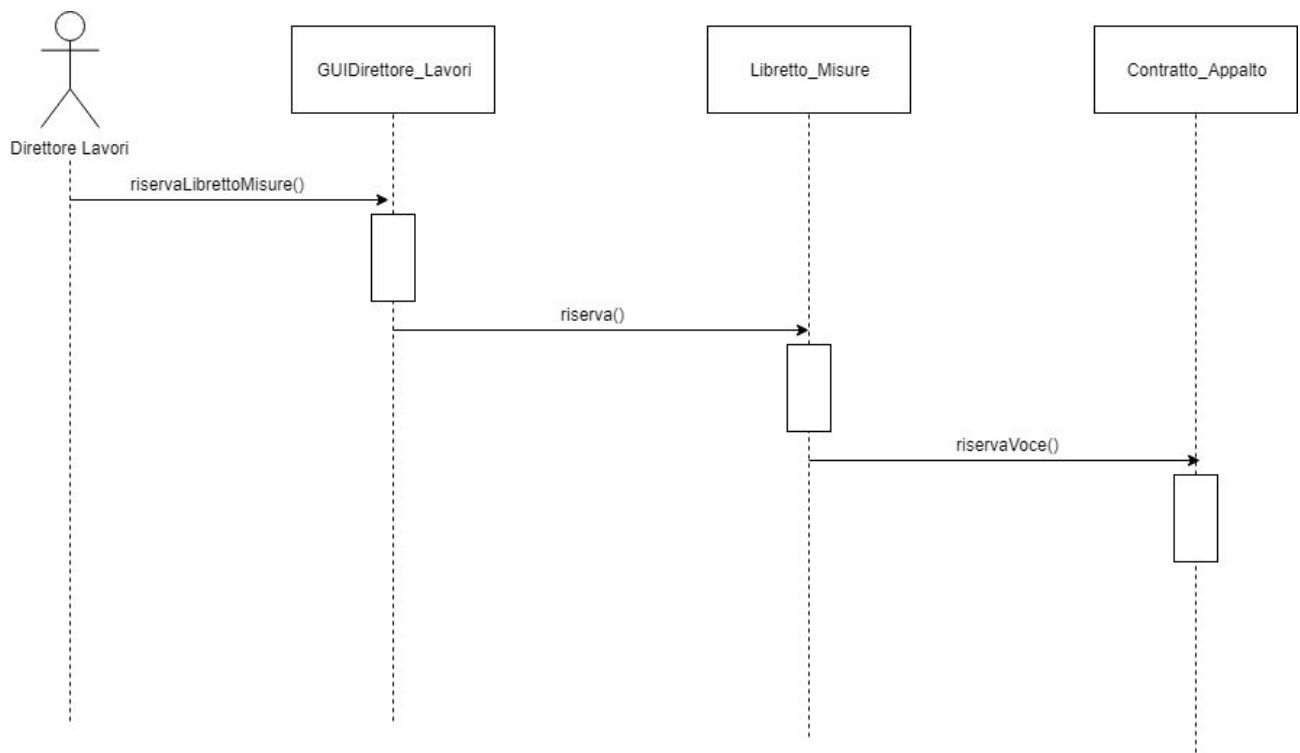 GUIDirettore_Lavori
Libretto_Misure
Contratto_Appalto
Direttore Lavori
riservaLibrettoMisure()
riserva()
riservaVoce()